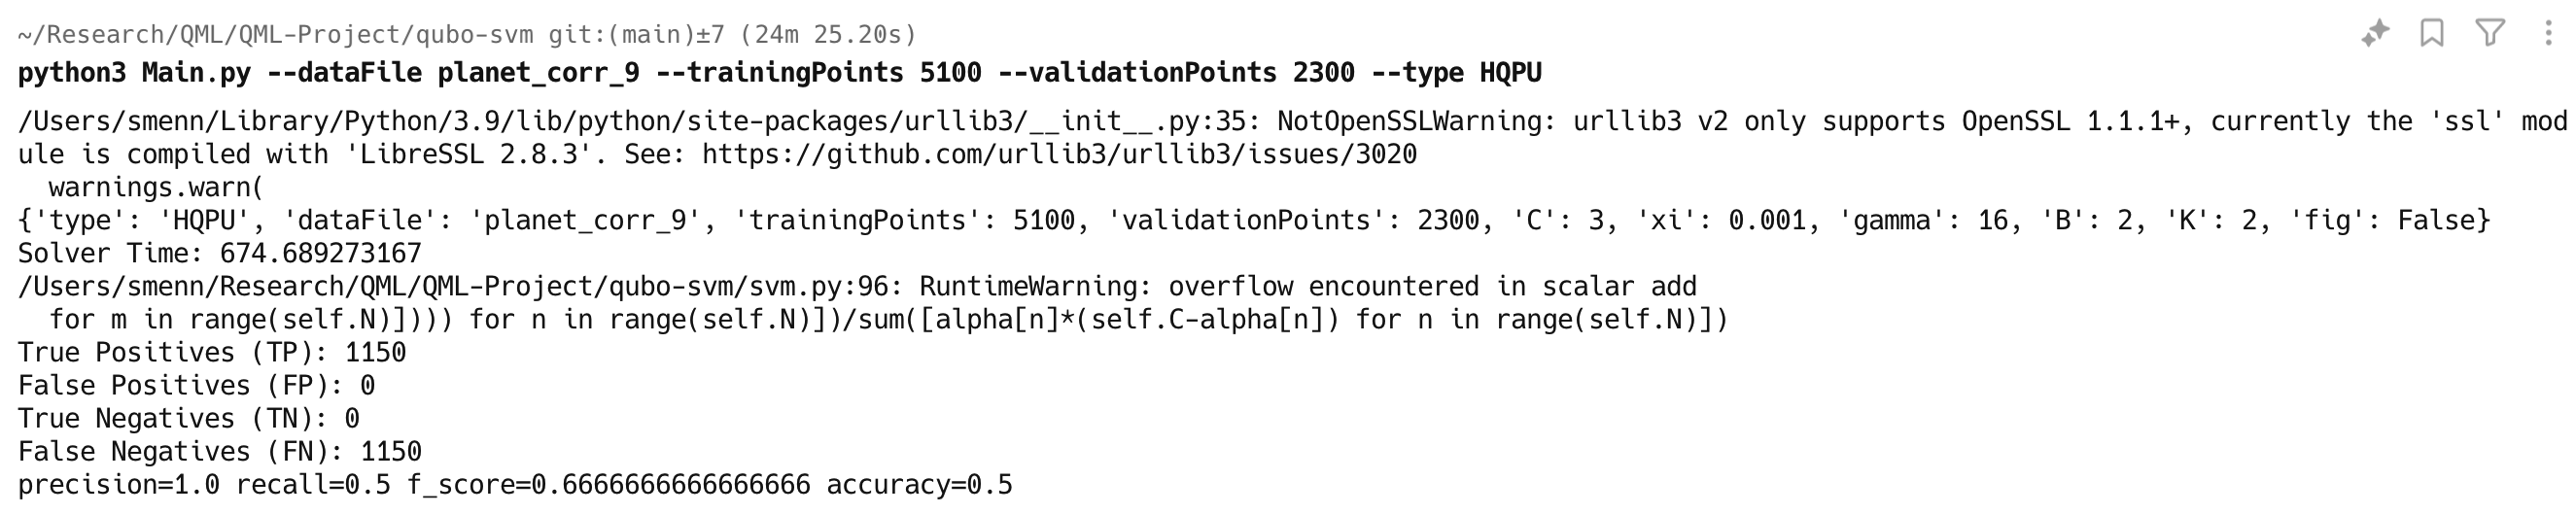 ~/Research/QML/QML-Project/qubo-svm git:(main)±7 (24m 25.20s)
python3 Main.py --dataFile planet_corr_9 --trainingPoints 5100 --validationPoints 2300 --type HQPU
/Users/smenn/Library/Python/3.9/lib/python/site-packages/urllib3/__init__.py:35: NotOpenSSLWarning: urllib3 v2 only supports OpenSSL 1.1.1+, currently the 'ssl' mod
ule is compiled with 'LibreSSL 2.8.3'. See: https://github.com/urllib3/urllib3/issues/3020
  warnings.warn(
{'type': 'HQPU', 'dataFile': 'planet_corr_9', 'trainingPoints': 5100, 'validationPoints': 2300, 'C': 3, 'xi': 0.001, 'gamma': 16, 'B': 2, 'K': 2, 'fig': False}
Solver Time: 674.689273167
/Users/smenn/Research/QML/QML-Project/qubo-svm/svm.py:96: RuntimeWarning: overflow encountered in scalar add
  for m in range(self.N)]))) for n in range(self.N)])/sum([alpha[n]*(self.C-alpha[n]) for n in range(self.N)])
True Positives (TP): 1150
False Positives (FP): 0
True Negatives (TN): 0
False Negatives (FN): 1150
precision=1.0 recall=0.5 f_score=0.6666666666666666 accuracy=0.5